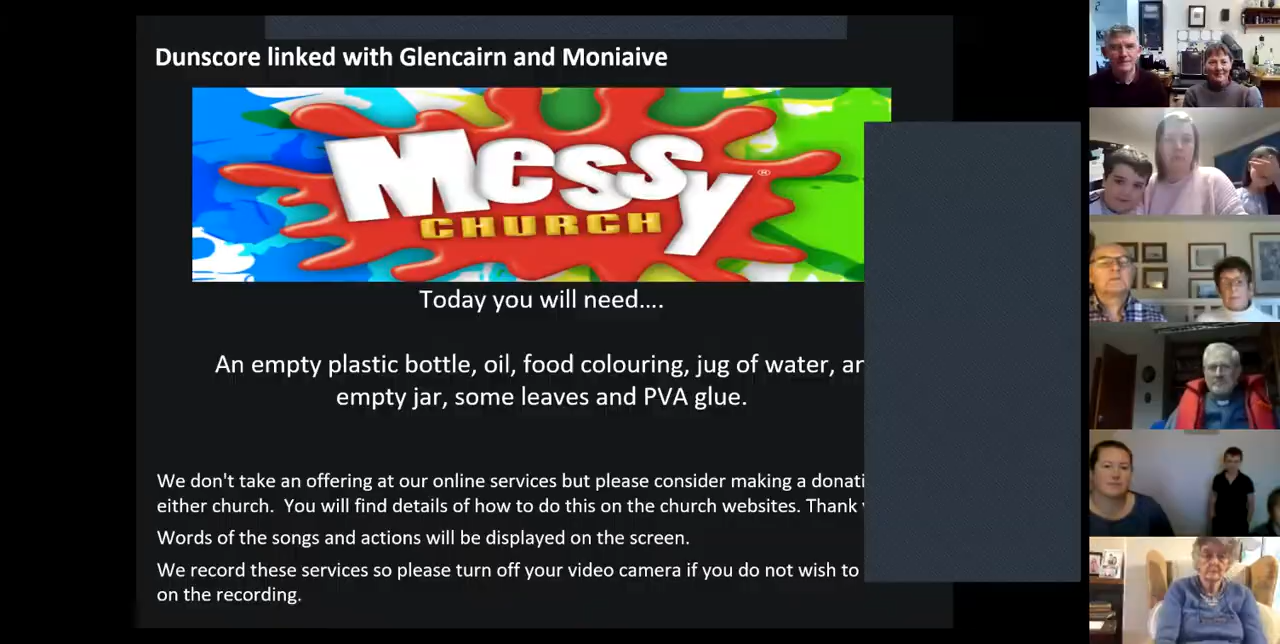 Dunscore linked with Glencairn and Moniaive
Messy
®
CHURCH
Today you will need....
An empty plastic bottle, oil, food colouring, jug of water,
empty jar, some leaves and PVA glue.
We don't take an offering at our online services but please consider making a
either church. You will find details of how to do this on the church websites. Thank
Words of the songs and actions will be displayed on the screen.
We record these services so please turn off your video camera if you do not wish to
on the recording.